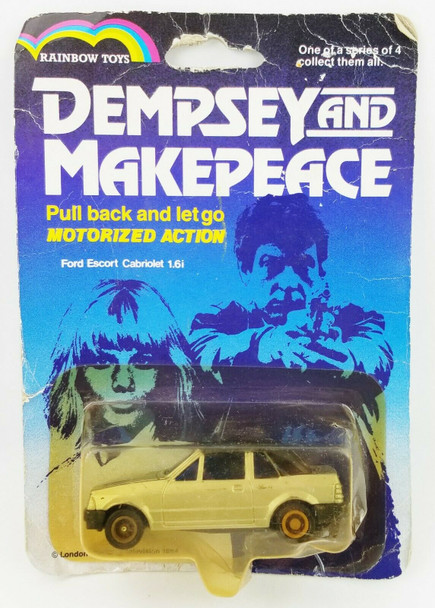 RAINBOW TOYS
One of a series of 4
collect them all.
DEMPSEY AND
MAKEPEACE
Pull back and let go
MOTORIZED ACTION
Ford Escort Cabriolet 1.6i
© London